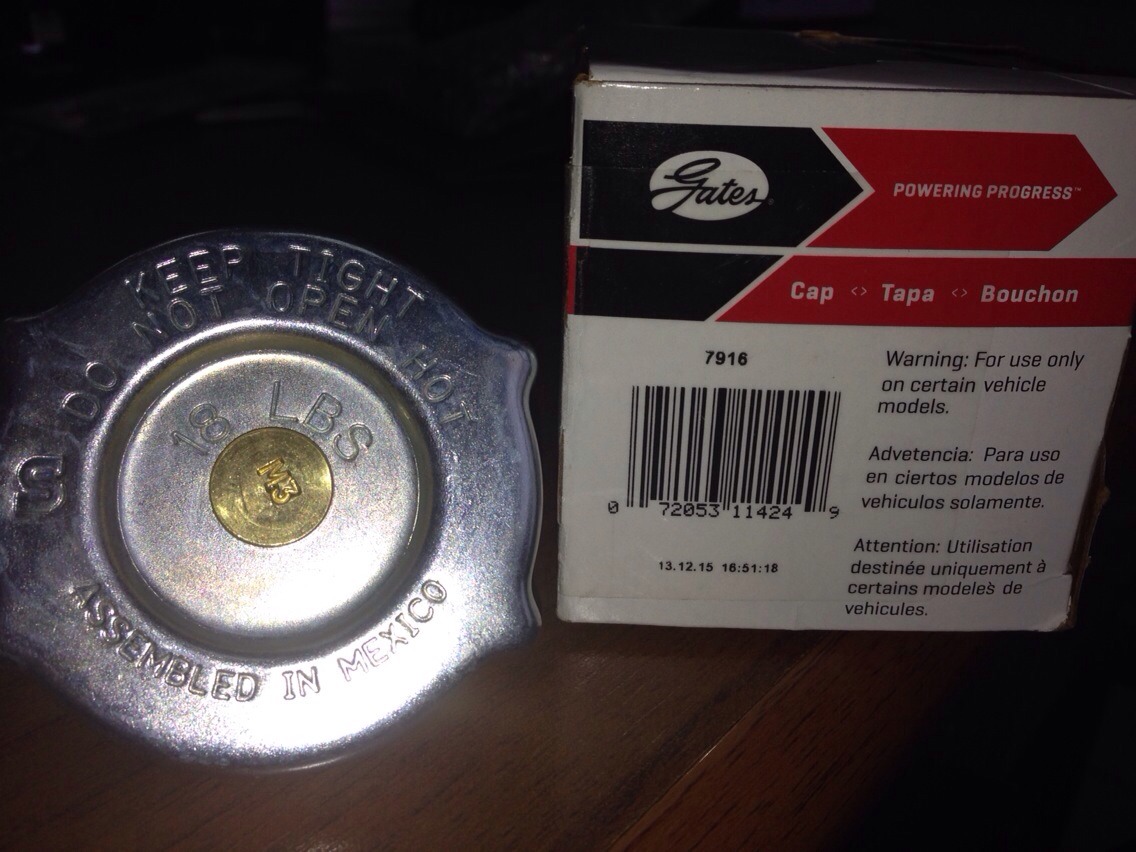 KEEP TIGHT
DO NOT OPEN HOT
18 LBS
M3
S
ASSEMBLED IN MEXICO
Gates®
POWERING PROGRESS™
Cap <> Tapa <> Bouchon
7916
0 72053 11424 9
13.12.15 16:51:18
Warning: For use only
on certain vehicle
models.
Advetencia: Para uso
en ciertos modelos de
vehiculos solamente.
Attention: Utilisation
destinée uniquement à
certains modeles de
vehicules.